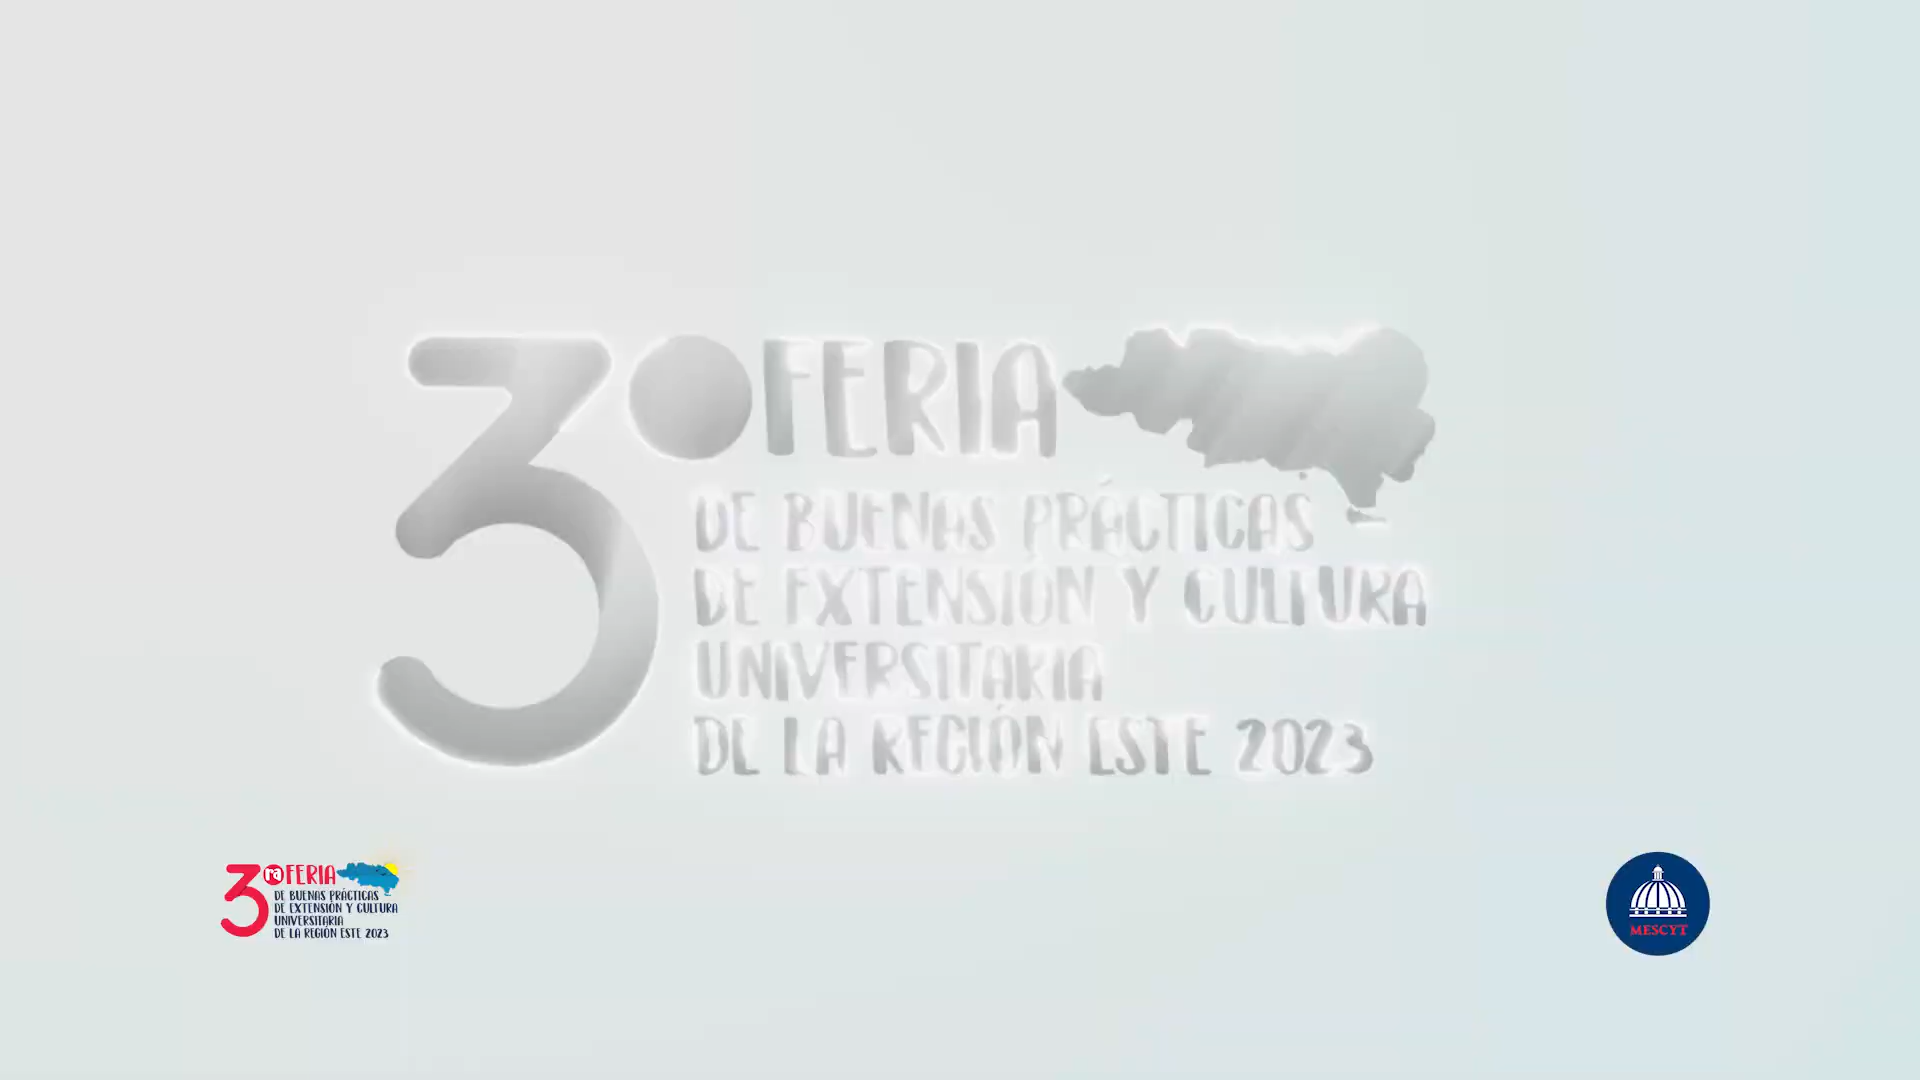 3 FERIA
DE BUENAS PRÁCTICAS
DE EXTENSIÓN Y CULTURA
UNIVERSITARIA
DE LA REGIÓN ESTE 2023
3ra FERIA
DE BUENAS PRÁCTICAS
DE EXTENSIÓN Y CULTURA
UNIVERSITARIA
DE LA REGIÓN ESTE 2023
MESCYT